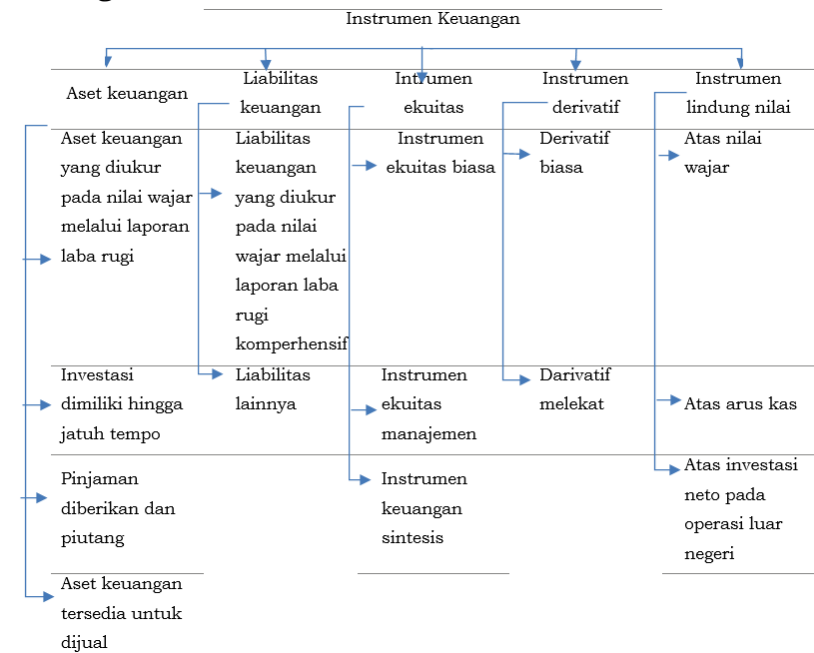 Instrumen Keuangan
Aset keuangan
Liabilitas
keuangan
Intrumen
ekuitas
Instrumen
derivatif
Instrumen
lindung nilai
Aset keuangan
yang diukur
pada nilai wajar
melalui laporan
laba rugi
Liabilitas
keuangan
yang diukur
pada nilai
wajar melalui
laporan laba
rugi
komperhensif
Instrumen
ekuitas biasa
Derivatif
biasa
Atas nilai
wajar
Investasi
dimiliki hingga
jatuh tempo
Liabilitas
lainnya
Instrumen
ekuitas
manajemen
Darivatif
melekat
Atas arus kas
Pinjaman
diberikan dan
piutang
Instrumen
keuangan
sintesis
Atas investasi
neto pada
operasi luar
negeri
Aset keuangan
tersedia untuk
dijual